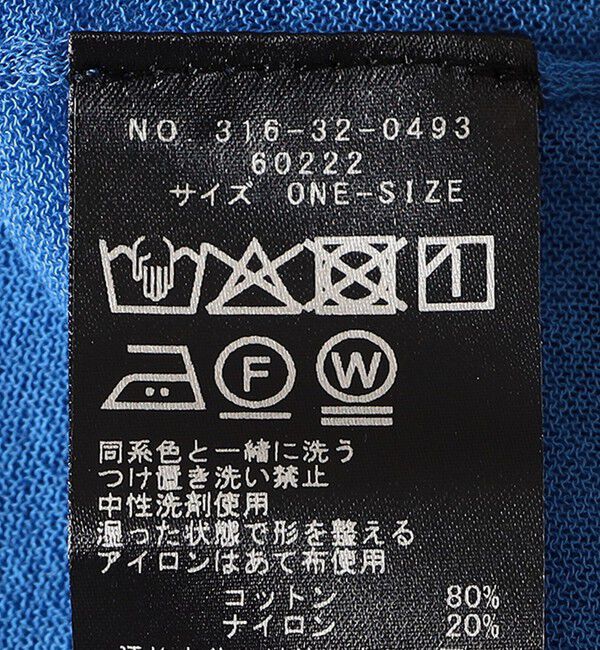 NO 316-32-0493
60222
サイズ ONE-SIZE
F W
同系色と一緒に洗う
つけ置き洗い禁止
中性洗剤使用
湿った状態で形を整える
アイロンはあて布使用
コットン 80%
ナイロン 20%